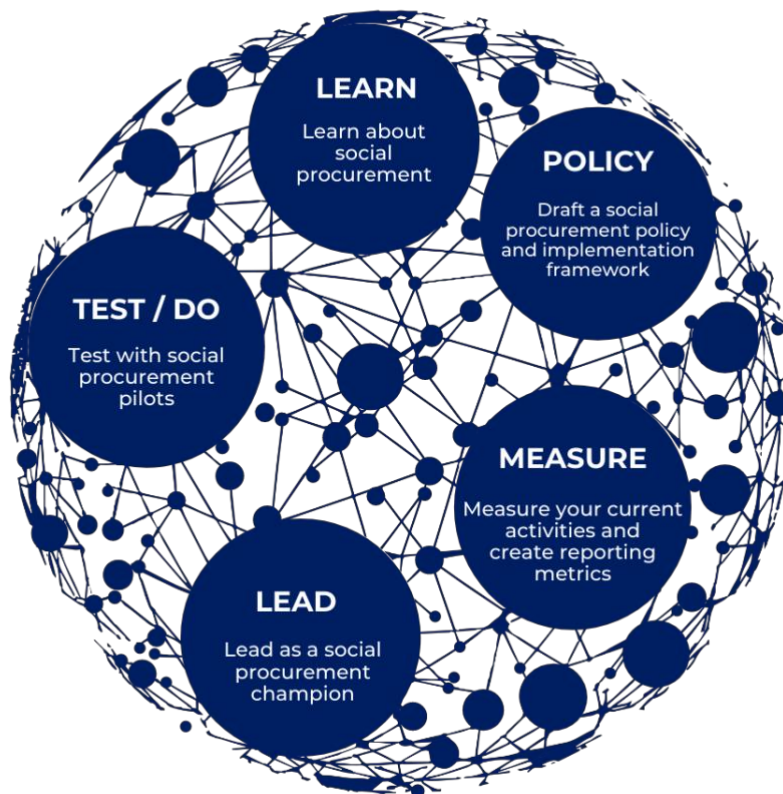 LEARN
Learn about
social
procurement
POLICY
Draft a social
procurement policy
and implementation
framework
TEST / DO
Test with social
procurement
pilots
MEASURE
Measure your current
activities and
create reporting
metrics
LEAD
Lead as a social
procurement
champion